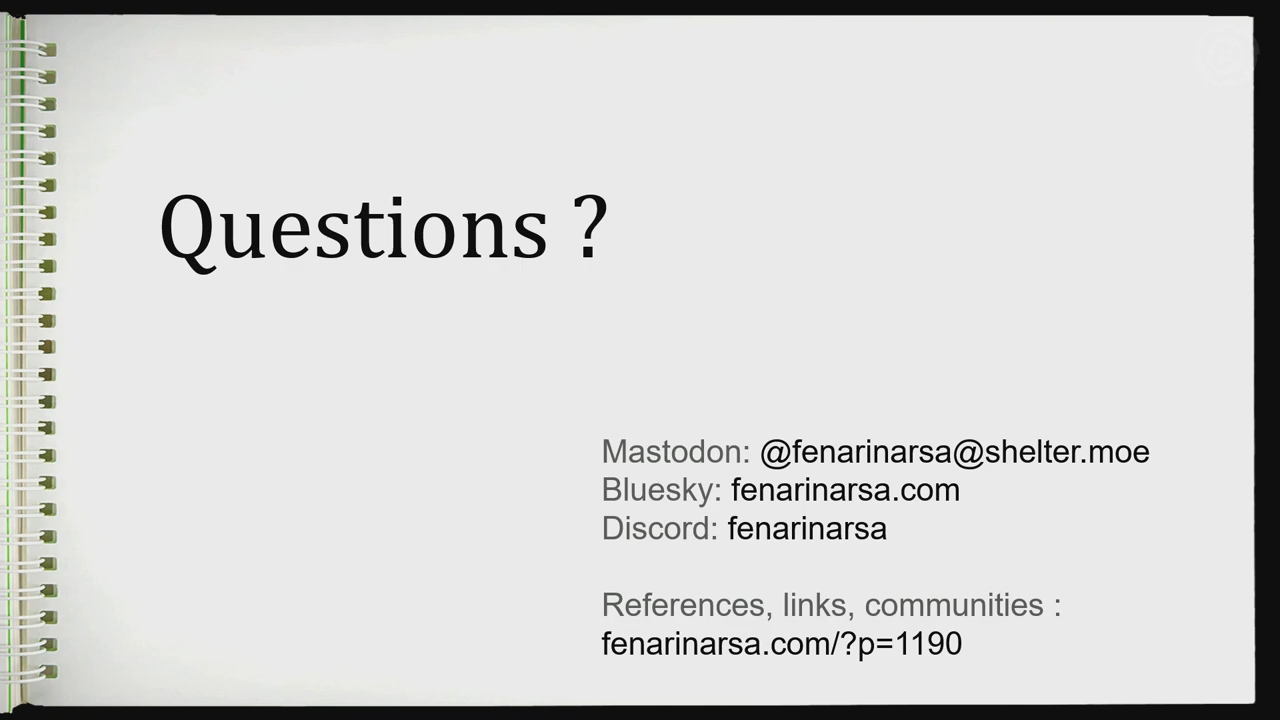 Questions ?
Mastodon: @fenarinarsa@shelter.moe
Bluesky: fenarinarsa.com
Discord: fenarinarsa
References, links, communities :
fenarinarsa.com/?p=1190